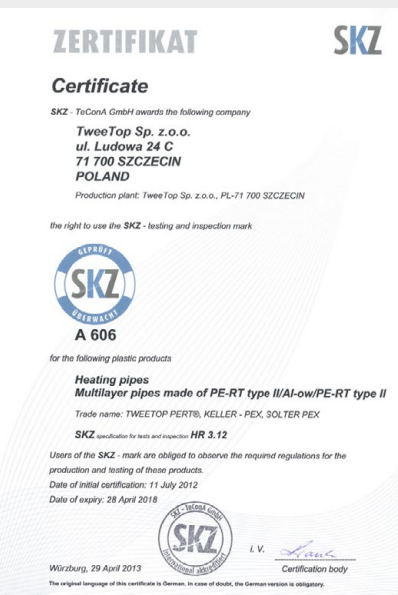 ZERTIFIKAT
SKZ
Certificate
SKZ - TeConA GmbH awards the following company
TweeTop Sp. z.o.o.
ul. Ludowa 24 C
71 700 SZCZECIN
POLAND
Production plant: TweeTop Sp. z.o.o., PL-71 700 SZCZECIN
the right to use the SKZ - testing and inspection mark
GEPRÜFT
SKZ
ÜBERWACHT
A 606
for the following plastic products
Heating pipes
Multilayer pipes made of PE-RT type II/Al-ow/PE-RT type II
Trade name: TWEETOP PERT®, KELLER - PEX, SOLTER PEX
SKZ specification for tests and inspection HR 3.12
Users of the SKZ - mark are obliged to observe the required regulations for the
production and testing of these products.
Date of initial certification: 11 July 2012
Date of expiry: 28 April 2018
SKZ - TeConA GmbH
SKZ
international akkreditiert
i. V.
Würzburg, 29 April 2013
Certification body
The original language of this certificate is German. In case of doubt, the German version is obligatory.